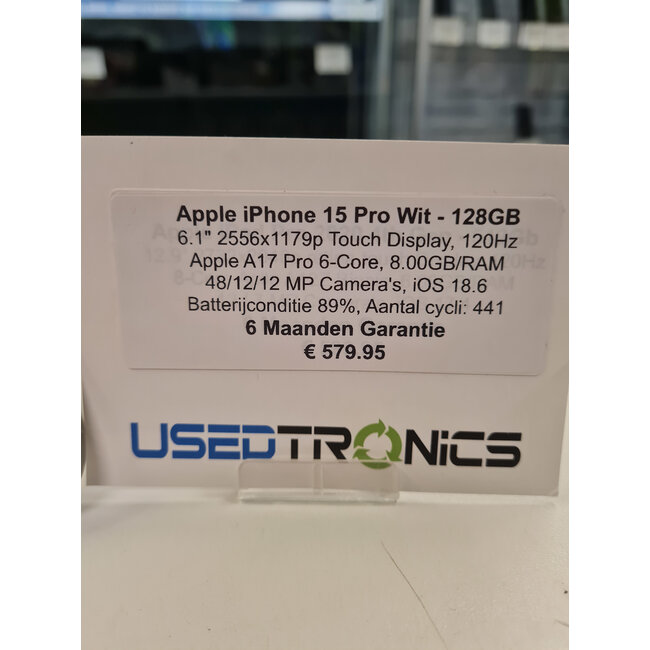 Apple iPhone 15 Pro Wit - 128GB
6.1" 2556x1179p Touch Display, 120Hz
Apple A17 Pro 6-Core, 8.00GB/RAM
48/12/12 MP Camera's, iOS 18.6
Batterijconditie 89%, Aantal cycli: 441
6 Maanden Garantie
€ 579.95
USEDTRONiCS